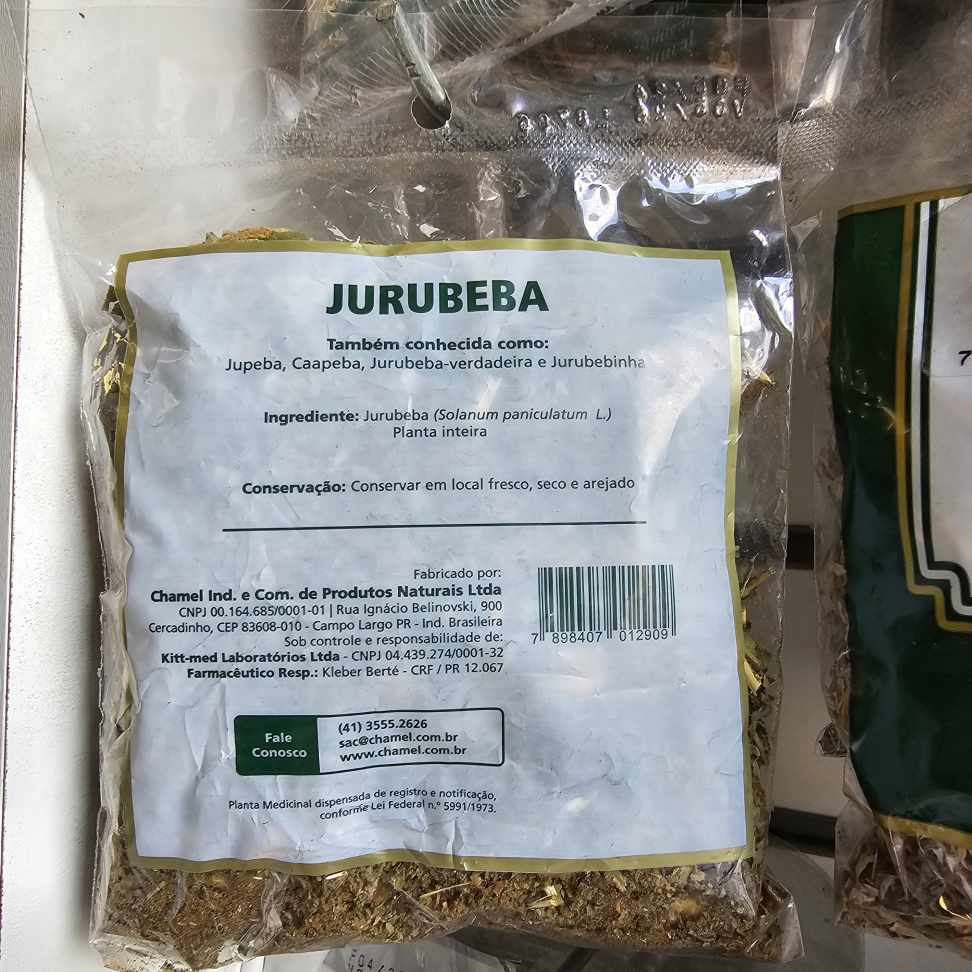 JURUBEBA
Também conhecida como:
Jupeba, Caapeba, Jurubeba-verdadeira e Jurubebinha
Ingrediente: Jurubeba (Solanum paniculatum L.)
Planta inteira
Conservação: Conservar em local fresco, seco e arejado
Fabricado por:
Chamel Ind. e Com. de Produtos Naturais Ltda
CNPJ 00.164.685/0001-01 | Rua Ignácio Belinovski, 900
Cercadinho, CEP 83608-010 - Campo Largo PR - Ind. Brasileira
Sob controle e responsabilidade de:
Kitt-med Laboratórios Ltda - CNPJ 04.439.274/0001-32
Farmacêutico Resp.: Kleber Berté - CRF / PR 12.067
7 898407 012909
Fale
Conosco
(41) 3555.2626
sac@chamel.com.br
www.chamel.com.br
Planta Medicinal dispensada de registro e notificação,
conforme Lei Federal n.º 5991/1973.
7